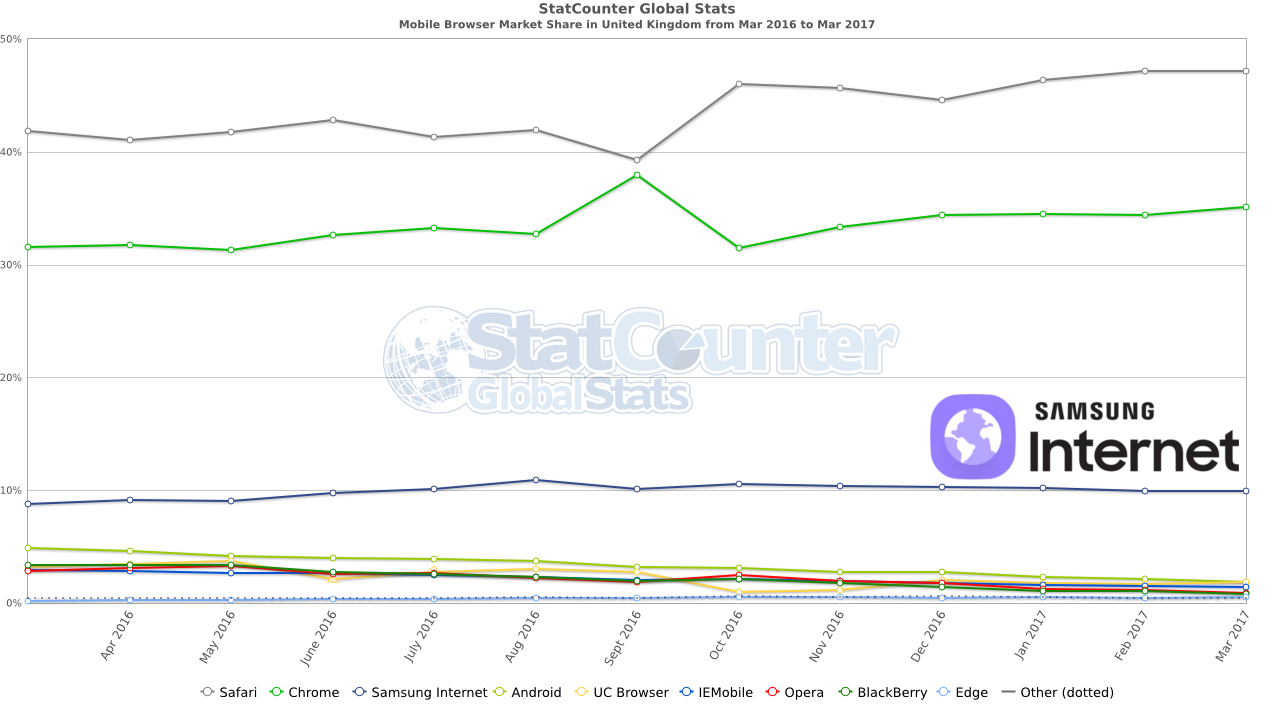 StatCounter Global Stats
Mobile Browser Market Share in United Kingdom from Mar 2016 to Mar 2017
50%
40%
30%
20%
10%
0%
StatCounter
GlobalStats
SAMSUNG
Internet
Apr 2016
May 2016
June 2016
July 2016
Aug 2016
Sept 2016
Oct 2016
Nov 2016
Dec 2016
Jan 2017
Feb 2017
Mar 2017
Safari Chrome Samsung Internet Android UC Browser IEMobile Opera BlackBerry Edge Other (dotted)